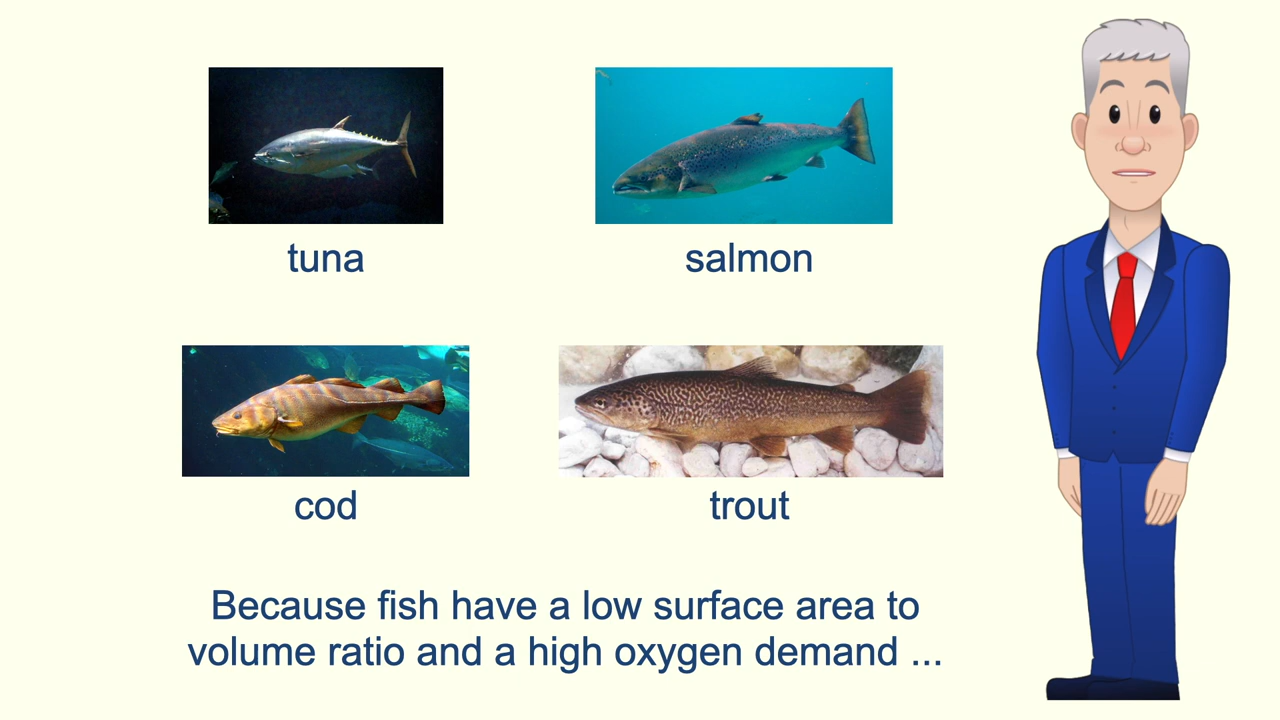 tuna
salmon
cod
trout
Because fish have a low surface area to
volume ratio and a high oxygen demand ...